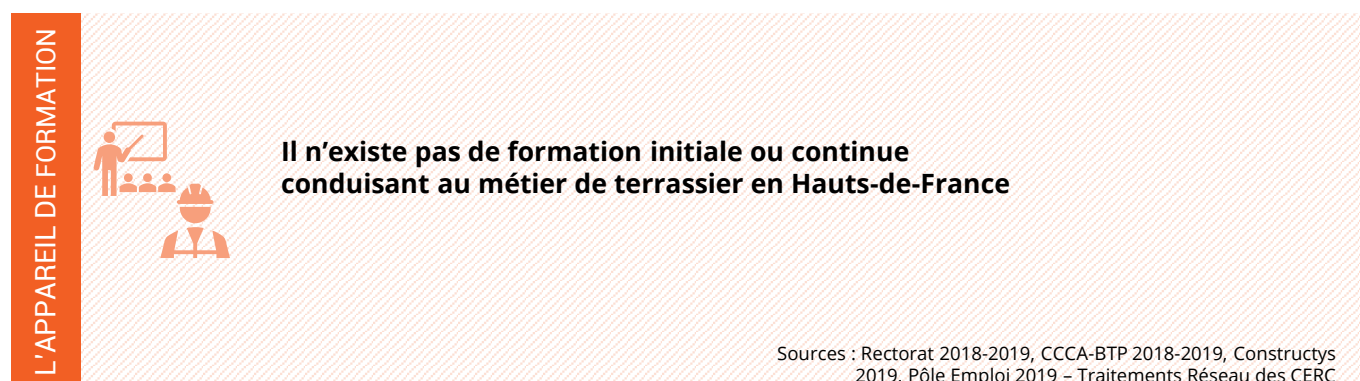 L'APPAREIL DE FORMATION
Il n'existe pas de formation initiale ou continue
conduisant au métier de terrassier en Hauts-de-France
Sources : Rectorat 2018-2019, CCCA-BTP 2018-2019, Constructys
2019, Pôle Emploi 2019 – Traitements Réseau des CERC